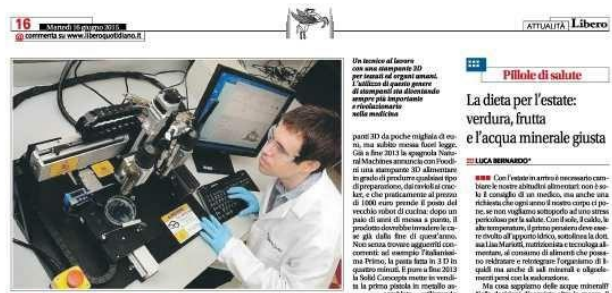 16
Martedì 16 giugno 2015
@ commenta su www.liberoquotidiano.it
ATTUALITÀ Libero
Un tecnico al lavoro
con una stampante 3D
per tessuti ed organi umani.
L'utilizzo di questo genere
di stampanti sta diventando
sempre più importante
e rivoluzionario
nella medicina
panti 3D da poche migliaia di eu-
ro, ma subito messa fuori legge.
Già a fine 2013 la spagnola Natu-
ral Machines annuncia con Foodi-
ni una stampante 3D alimentare
in grado di produrre qualsiasi tipo
di preparazione, dai ravioli ai crac-
ker, e che praticamente al prezzo
di 1000 euro prende il posto del
vecchio robot di cucina: dopo un
paio di anni di messa a punto, il
prodotto dovrebbe invadere le ca-
se già dalla fine di quest'anno.
Non senza trovare agguerriti con-
correnti: ad esempio l'italianissi-
ma Primo, la pasta fatta in 3 D in
quattro minuti. E pure a fine 2013
la Solid Concepts mette in vendi-
ta la prima pistola in metallo as-
Pillole di salute
La dieta per l'estate:
verdura, frutta
e l'acqua minerale giusta
LUCA BERNARDO*
Con l'estate in arrivo è necessario cam-
biare le nostre abitudini alimentari: non è so-
lo il consiglio di un medico, ma anche una
richiesta che ogni anno il nostro corpo ci po-
ne, se non vogliamo sottoporlo ad uno stress
pericoloso per la salute. Con il sole, il caldo, le
alte temperature, il primo pensiero deve esse-
re rivolto all'apporto idrico, sottolinea la dott.
ssa Lisa Mariotti, nutrizionista e tecnologa ali-
mentare, al consumo di alimenti che possa-
no reidratare e reintegrare l'organismo di li-
quidi ma anche di sali minerali e oligoele-
menti persi con la sudorazione.
Ma cosa sappiamo delle acque minerali?